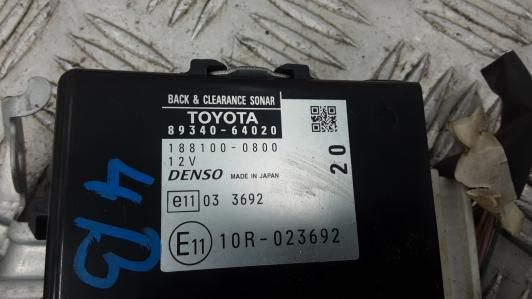 BACK & CLEARANCE SONAR
TOYOTA
89340-64020
188100-0800
12V
DENSO MADE IN JAPAN
e11 03 3692
E11 10R-023692
20